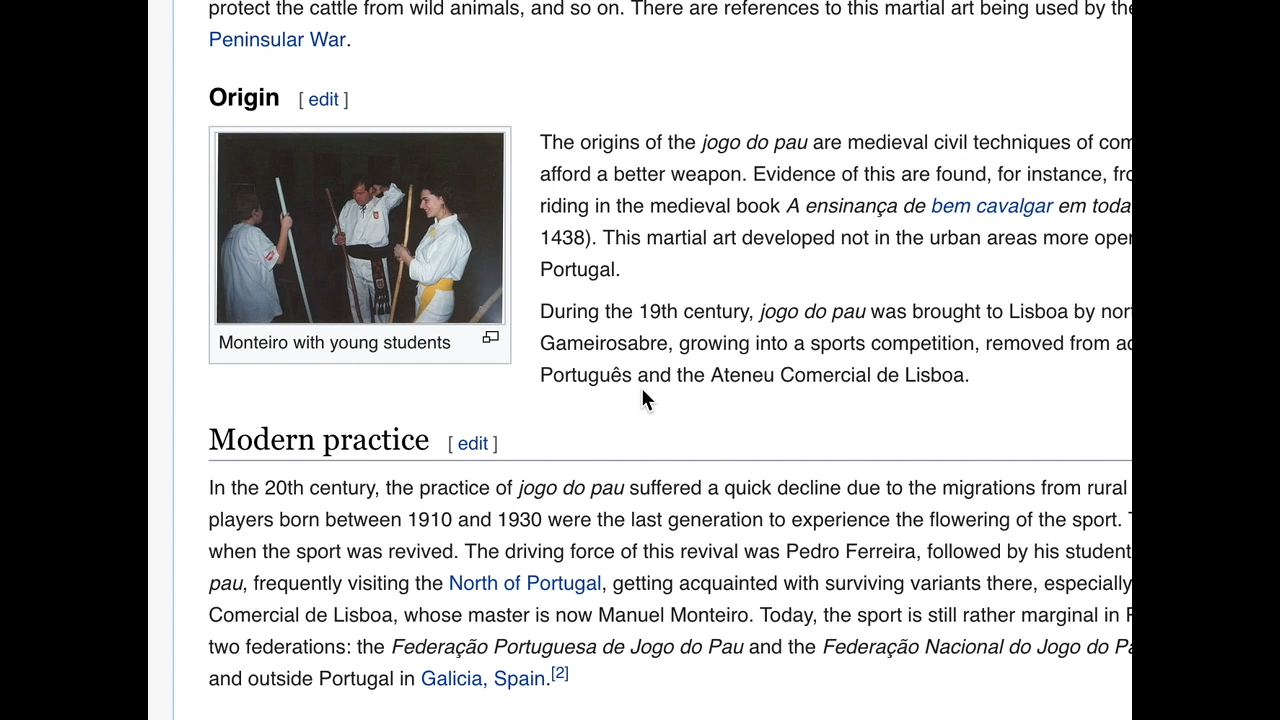 protect the cattle from wild animals, and so on. There are references to this martial art being used by the
Peninsular War.
Origin [ edit ]
The origins of the jogo do pau are medieval civil techniques of
afford a better weapon. Evidence of this are found, for instance,
riding in the medieval book A ensinança de bem cavalgar em toda
1438). This martial art developed not in the urban areas more
Portugal.
During the 19th century, jogo do pau was brought to Lisboa by
Gameirosabre, growing into a sports competition, removed from
Português and the Ateneu Comercial de Lisboa.
Monteiro with young students
Modern practice [ edit ]
In the 20th century, the practice of jogo do pau suffered a quick decline due to the migrations from rural
players born between 1910 and 1930 were the last generation to experience the flowering of the sport.
when the sport was revived. The driving force of this revival was Pedro Ferreira, followed by his student
pau, frequently visiting the North of Portugal, getting acquainted with surviving variants there, especially
Comercial de Lisboa, whose master is now Manuel Monteiro. Today, the sport is still rather marginal in
two federations: the Federação Portuguesa de Jogo do Pau and the Federação Nacional do Jogo do
and outside Portugal in Galicia, Spain.[2]